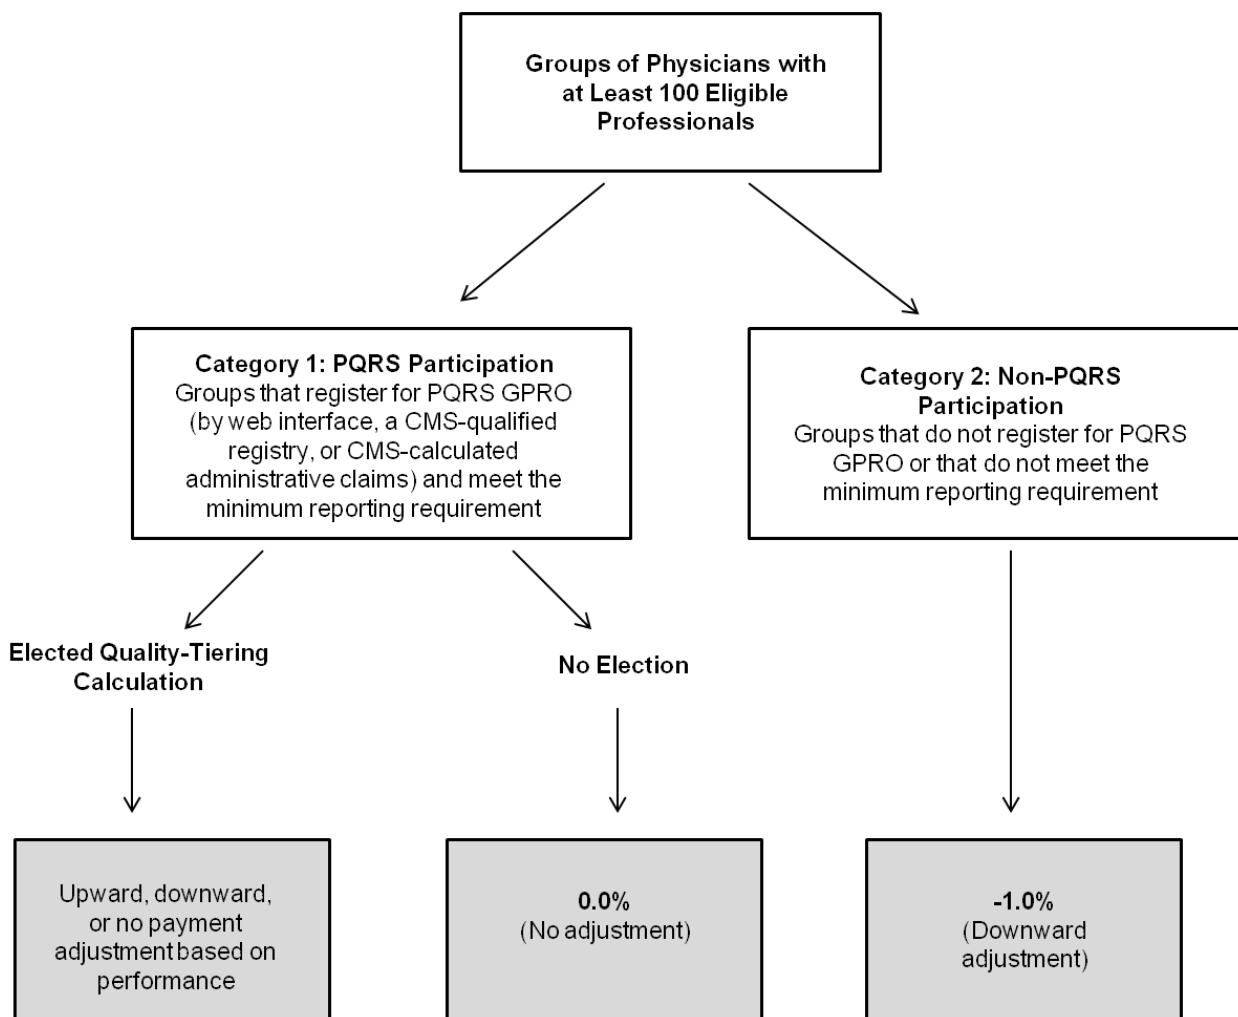 Groups of Physicians with
at Least 100 Eligible
Professionals
Category 1: PQRS Participation
Groups that register for PQRS GPRO
(by web interface, a CMS-qualified
registry, or CMS-calculated
administrative claims) and meet the
minimum reporting requirement
Category 2: Non-PQRS
Participation
Groups that do not register for PQRS
GPRO or that do not meet the
minimum reporting requirement
Elected Quality-Tiering
Calculation
No Election
Upward, downward,
or no payment
adjustment based on
performance
0.0%
(No adjustment)
-1.0%
(Downward
adjustment)